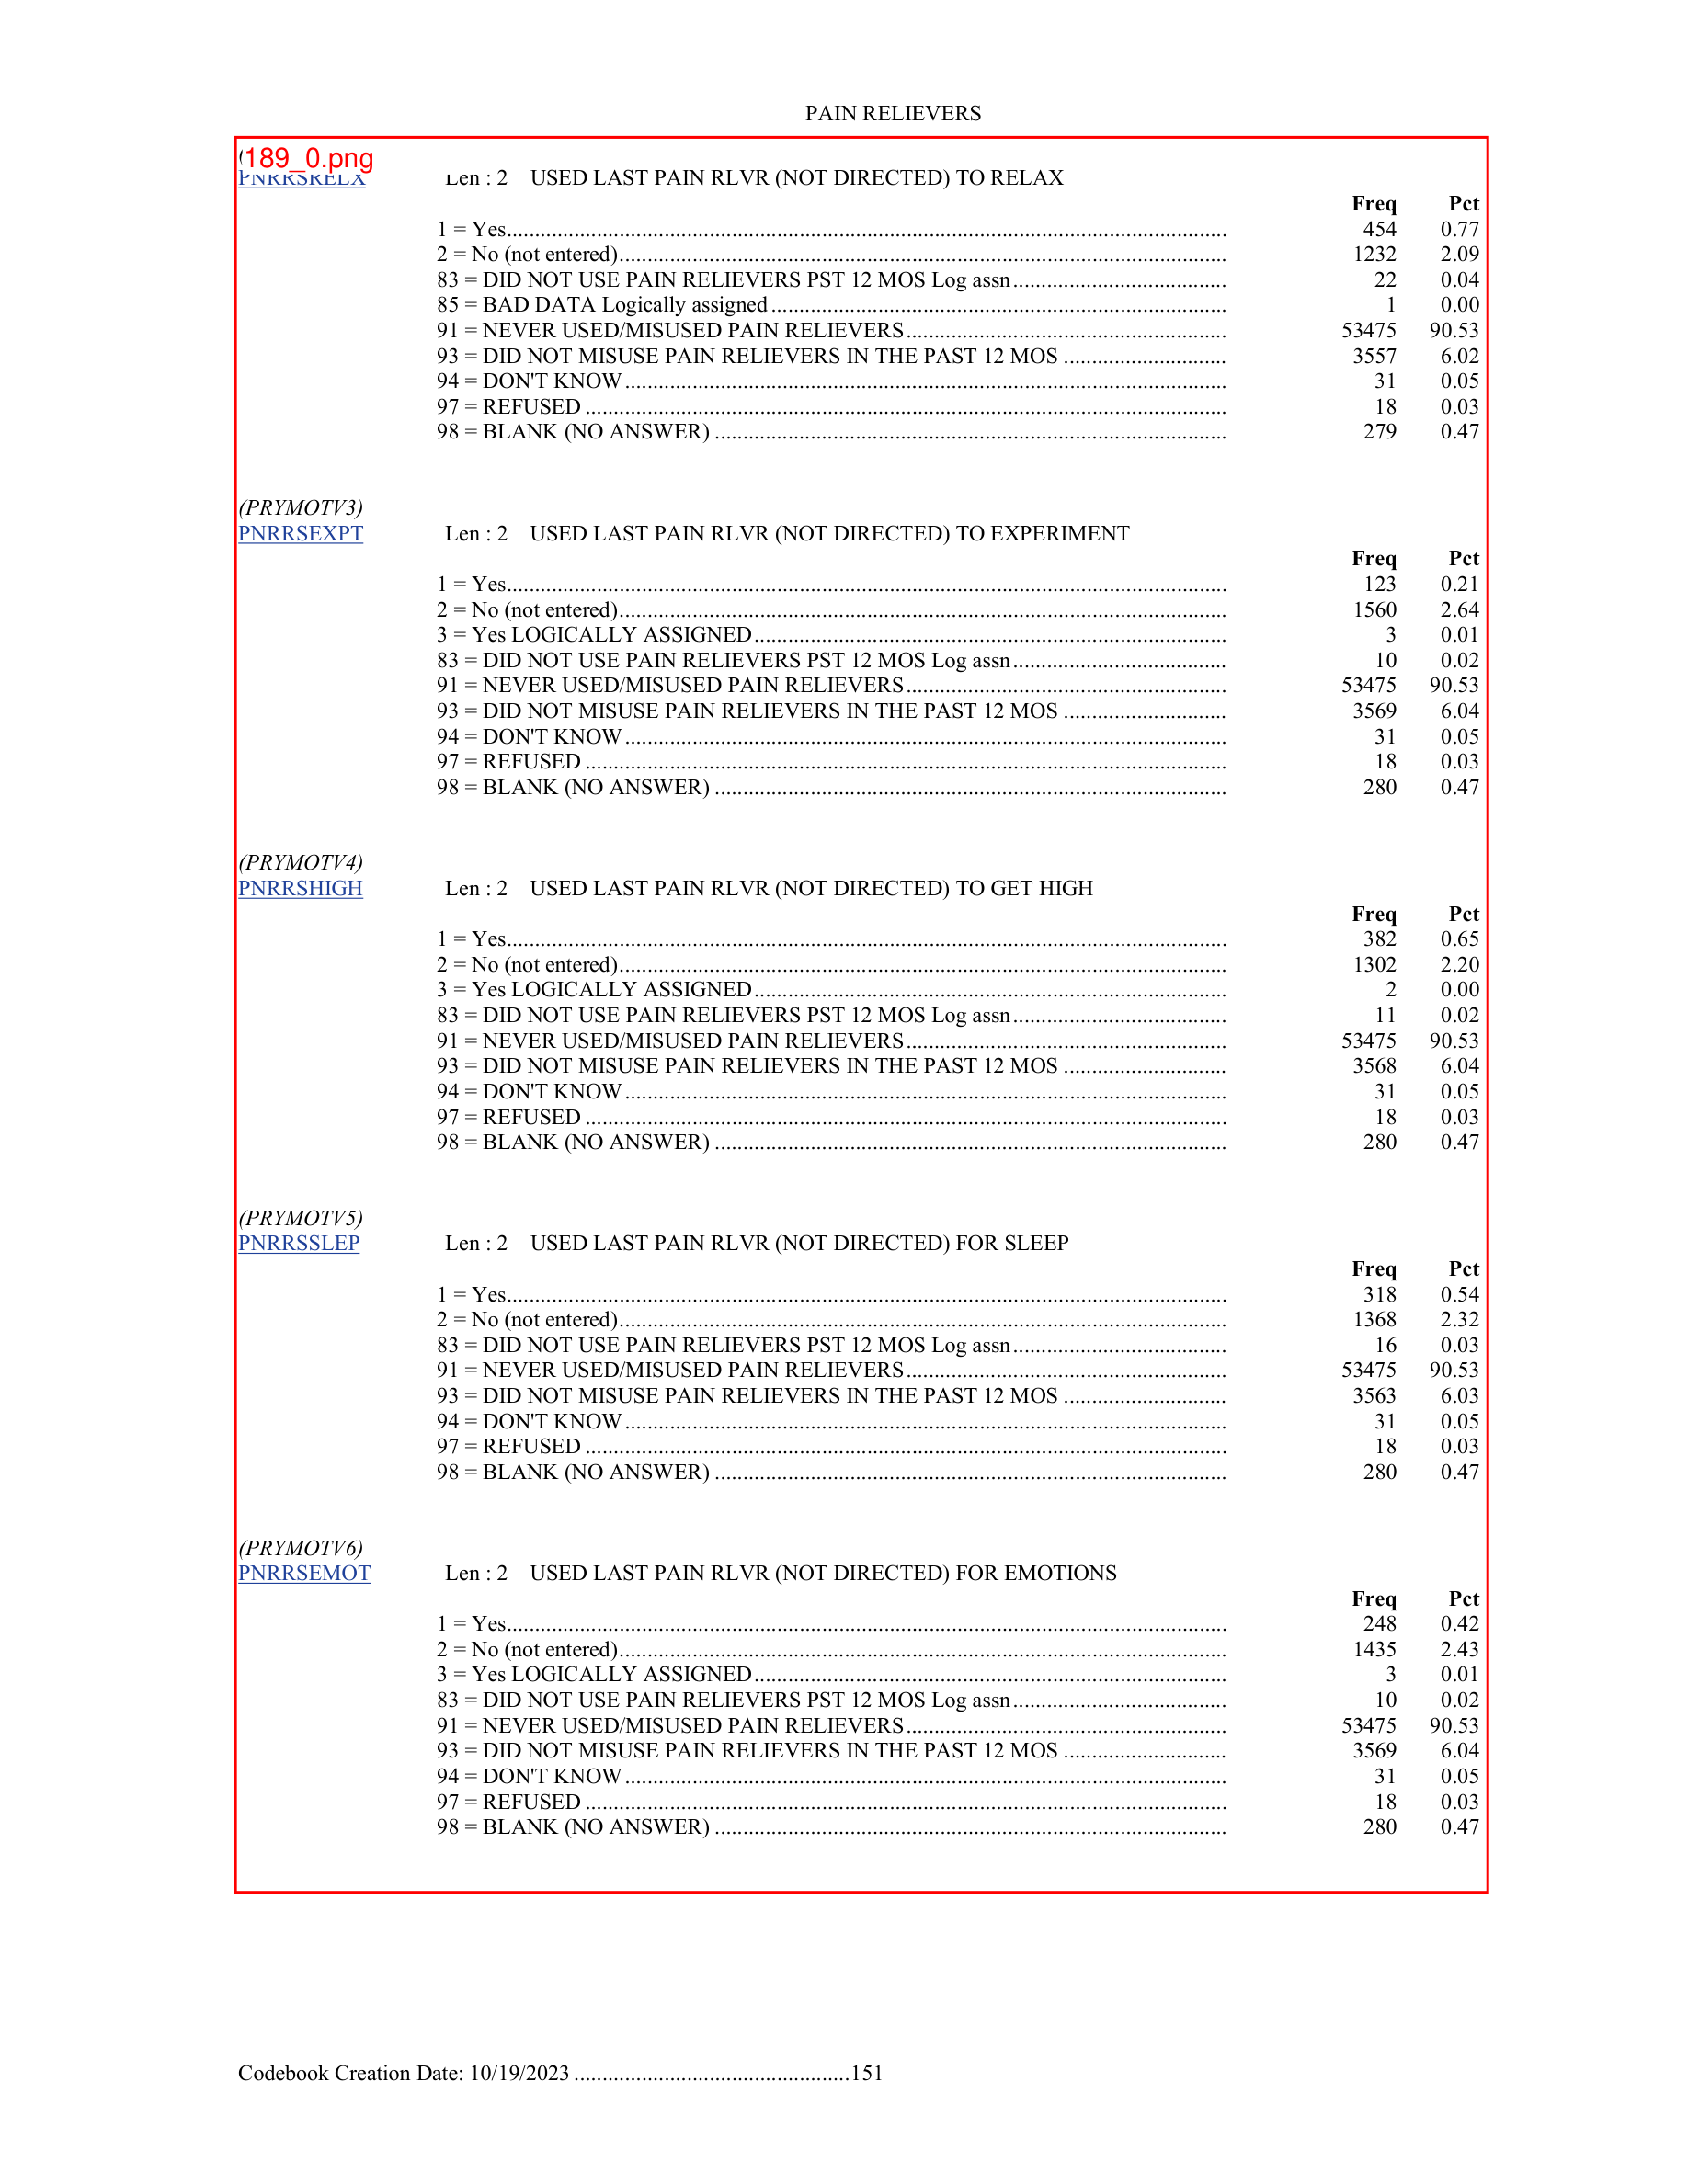 PAIN RELIEVERS
189_0.png
PNRRSRELX Len : 2 USED LAST PAIN RLVR (NOT DIRECTED) TO RELAX
Freq Pct
1 = Yes 454 0.77
2 = No (not entered) 1232 2.09
83 = DID NOT USE PAIN RELIEVERS PST 12 MOS Log assn 22 0.04
85 = BAD DATA Logically assigned 1 0.00
91 = NEVER USED/MISUSED PAIN RELIEVERS 53475 90.53
93 = DID NOT MISUSE PAIN RELIEVERS IN THE PAST 12 MOS 3557 6.02
94 = DON'T KNOW 31 0.05
97 = REFUSED 18 0.03
98 = BLANK (NO ANSWER) 279 0.47
(PRYMOTV3)
PNRRSEXPT Len : 2 USED LAST PAIN RLVR (NOT DIRECTED) TO EXPERIMENT
Freq Pct
1 = Yes 123 0.21
2 = No (not entered) 1560 2.64
3 = Yes LOGICALLY ASSIGNED 3 0.01
83 = DID NOT USE PAIN RELIEVERS PST 12 MOS Log assn 10 0.02
91 = NEVER USED/MISUSED PAIN RELIEVERS 53475 90.53
93 = DID NOT MISUSE PAIN RELIEVERS IN THE PAST 12 MOS 3569 6.04
94 = DON'T KNOW 31 0.05
97 = REFUSED 18 0.03
98 = BLANK (NO ANSWER) 280 0.47
(PRYMOTV4)
PNRRSHIGH Len : 2 USED LAST PAIN RLVR (NOT DIRECTED) TO GET HIGH
Freq Pct
1 = Yes 382 0.65
2 = No (not entered) 1302 2.20
3 = Yes LOGICALLY ASSIGNED 2 0.00
83 = DID NOT USE PAIN RELIEVERS PST 12 MOS Log assn 11 0.02
91 = NEVER USED/MISUSED PAIN RELIEVERS 53475 90.53
93 = DID NOT MISUSE PAIN RELIEVERS IN THE PAST 12 MOS 3568 6.04
94 = DON'T KNOW 31 0.05
97 = REFUSED 18 0.03
98 = BLANK (NO ANSWER) 280 0.47
(PRYMOTV5)
PNRRSSLEP Len : 2 USED LAST PAIN RLVR (NOT DIRECTED) FOR SLEEP
Freq Pct
1 = Yes 318 0.54
2 = No (not entered) 1368 2.32
83 = DID NOT USE PAIN RELIEVERS PST 12 MOS Log assn 16 0.03
91 = NEVER USED/MISUSED PAIN RELIEVERS 53475 90.53
93 = DID NOT MISUSE PAIN RELIEVERS IN THE PAST 12 MOS 3563 6.03
94 = DON'T KNOW 31 0.05
97 = REFUSED 18 0.03
98 = BLANK (NO ANSWER) 280 0.47
(PRYMOTV6)
PNRRSEMOT Len : 2 USED LAST PAIN RLVR (NOT DIRECTED) FOR EMOTIONS
Freq Pct
1 = Yes 248 0.42
2 = No (not entered) 1435 2.43
3 = Yes LOGICALLY ASSIGNED 3 0.01
83 = DID NOT USE PAIN RELIEVERS PST 12 MOS Log assn 10 0.02
91 = NEVER USED/MISUSED PAIN RELIEVERS 53475 90.53
93 = DID NOT MISUSE PAIN RELIEVERS IN THE PAST 12 MOS 3569 6.04
94 = DON'T KNOW 31 0.05
97 = REFUSED 18 0.03
98 = BLANK (NO ANSWER) 280 0.47
Codebook Creation Date: 10/19/2023 151